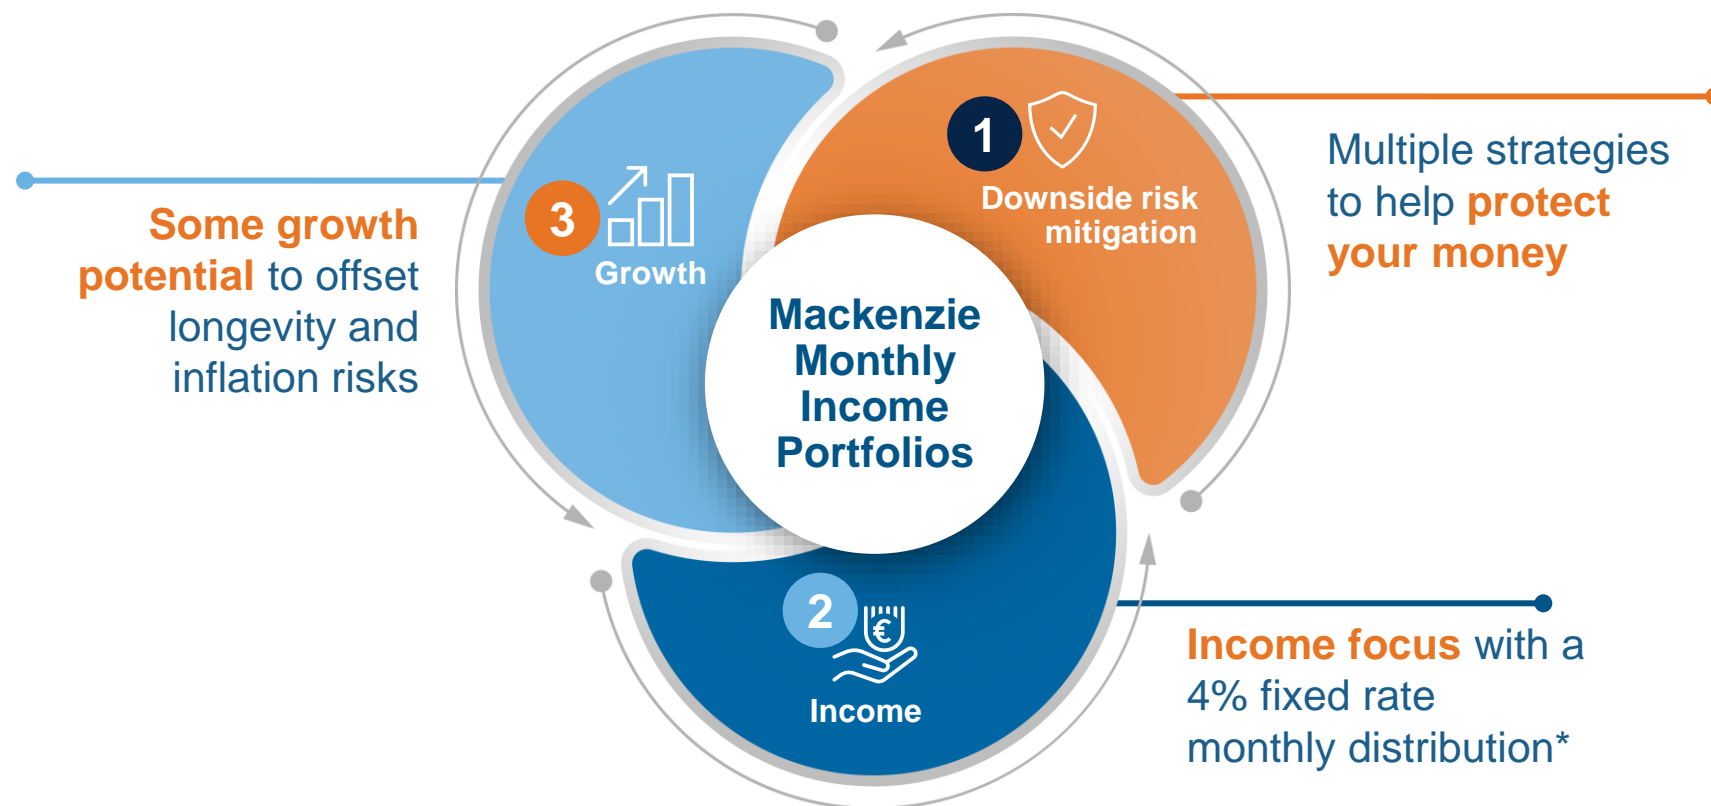 1
Downside risk
mitigation
Multiple strategies
to help protect
your money
3
Growth
Some growth
potential to offset
longevity and
inflation risks
Mackenzie
Monthly
Income
Portfolios
2
€
Income
Income focus with a
4% fixed rate
monthly distribution*